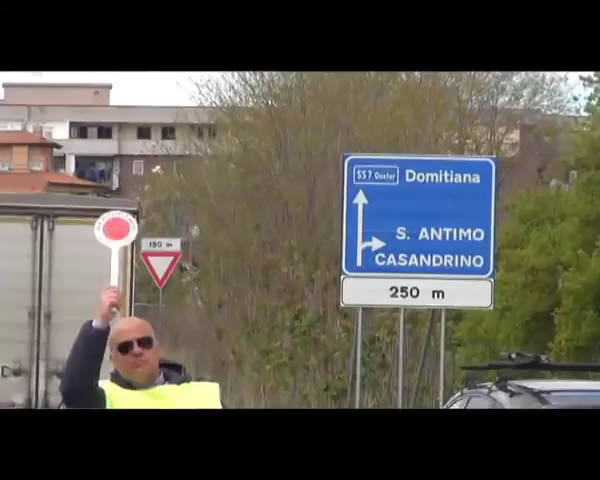 SS7 Quater Domitiana
S. ANTIMO
CASANDRINO
250 m
150 m